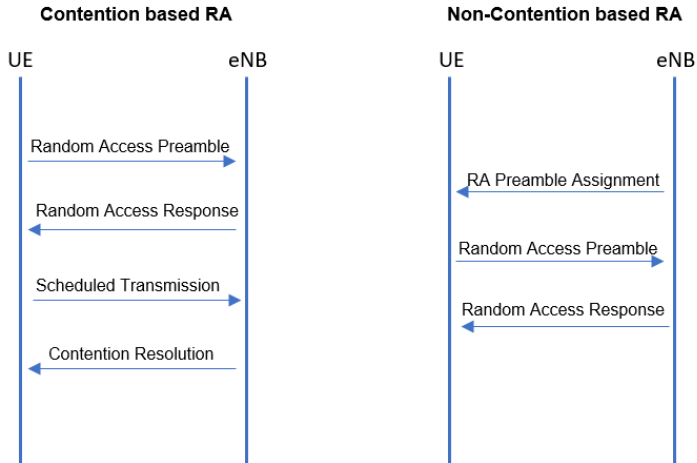 Contention based RA
UE
eNB
Random Access Preamble
Random Access Response
Scheduled Transmission
Contention Resolution
Non-Contention based RA
UE
eNB
RA Preamble Assignment
Random Access Preamble
Random Access Response